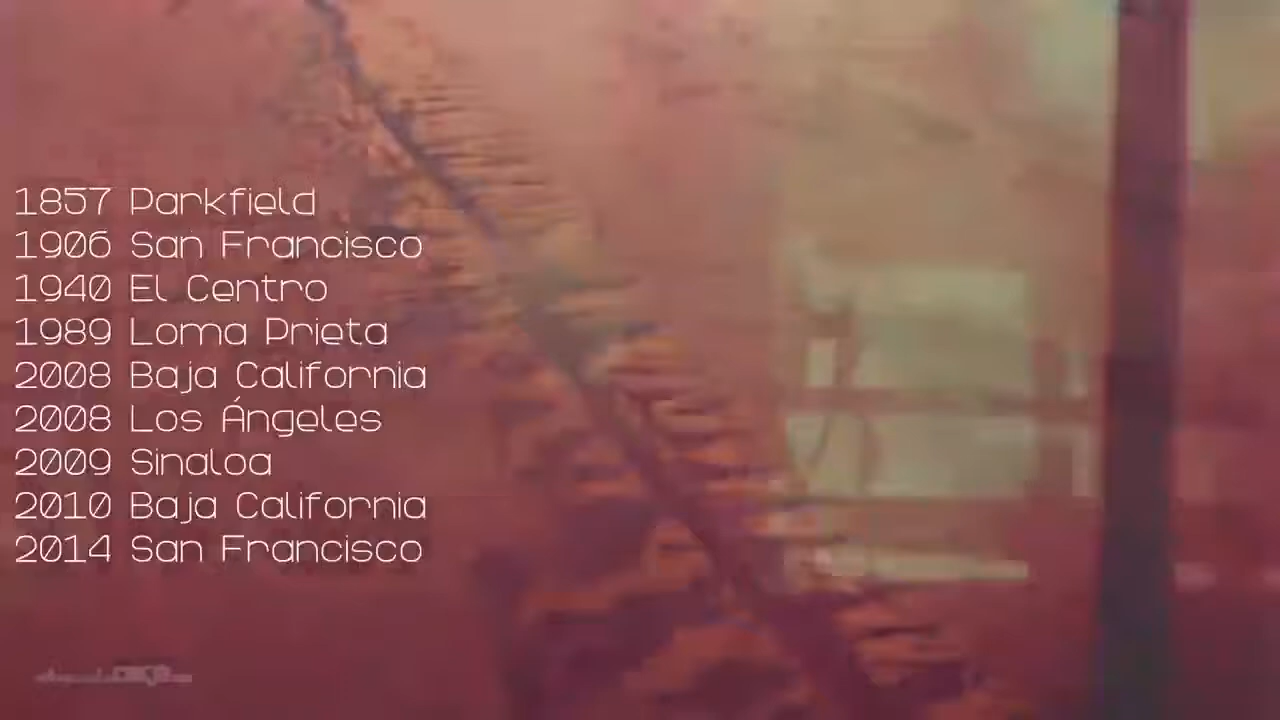 1857 Parkfield
1906 San Francisco
1940 El Centro
1989 Loma Prieta
2008 Baja California
2008 Los Ángeles
2009 Sinaloa
2010 Baja California
2014 San Francisco